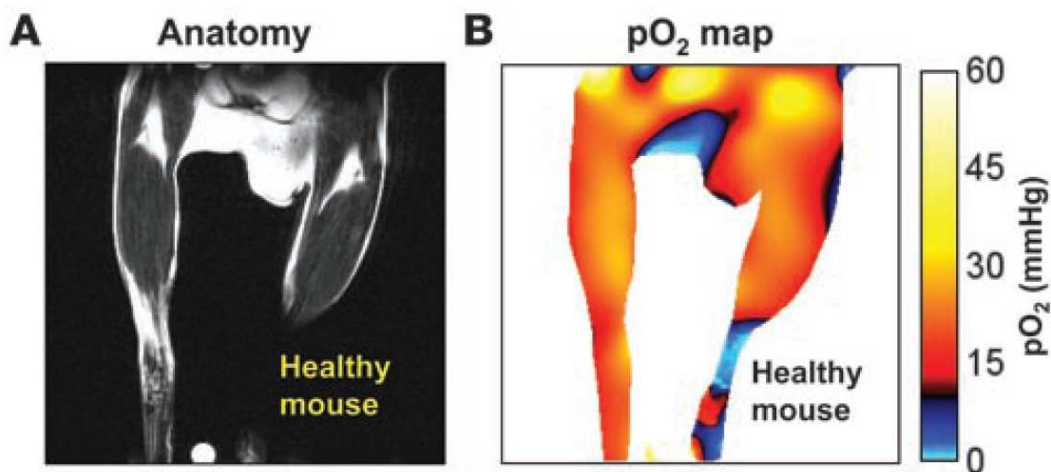 A Anatomy
Healthy
mouse
B pO₂ map
Healthy
mouse
60
45
30
15
0
pO₂ (mmHg)